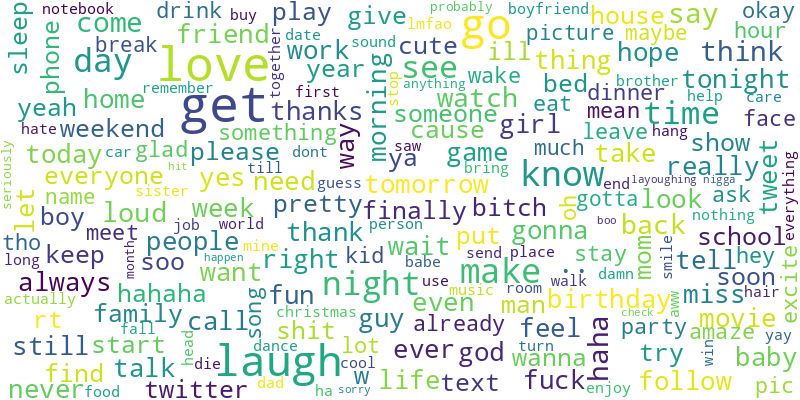 notebook
drink
buy
play
give
probably
boyfriend
house
say
okay
sleep
phone
come
friend
together
date
sound
lmfao
go
picture
maybe
hour
break
work
cute
ill
thing
hope
think
day
love
year
see
wake
bed
tonight
remember
first
stop
anything
brother
help
care
yeah
home
get
thanks
morning
watch
eat
dinner
mean
time
face
hate
weekend
something
way
someone
girl
leave
hang
show
seriously
today
car
glad
please
dont
saw
cause
much
take
really
tweet
everything
everyone
hit
till
ya
game
bring
know
end
layoughing nigga
let
name
sister
yes
need
guess
tomorrow
oh
gotta
look
ask
nothing
boy
loud
week
pretty
finally
bitch
boo
back
school
tho
meet
job
world
mine
thank
person
put
gonna
mom
smile
tell
hey
long
keep
month
people
happen
right
kid
wait
send
place
stay
soo
want
babe
make
..
walk
damn
soon
excite
always
hahaha
song
fun
night
use
music
room
birthday
miss
hair
actually
family
call
christmas
even
man
aww
movie
rt
fall
shit
guy
already
feel
party
check
amaze
yay
still
start
head
dance
lot
ever
god
turn
wanna
haha
try
win
baby
find
talk
die
laugh
cool
w
life
text
fuck
enjoy
follow
pic
never
food
twitter
dad
ha
sorry